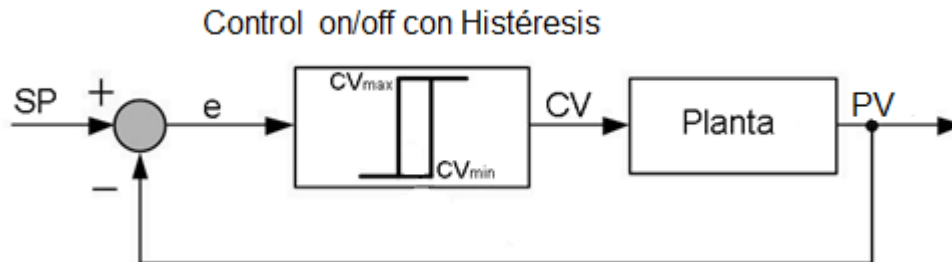 Control on/off con Histéresis
SP
+
−
e
CVmax
CVmin
CV
Planta
PV